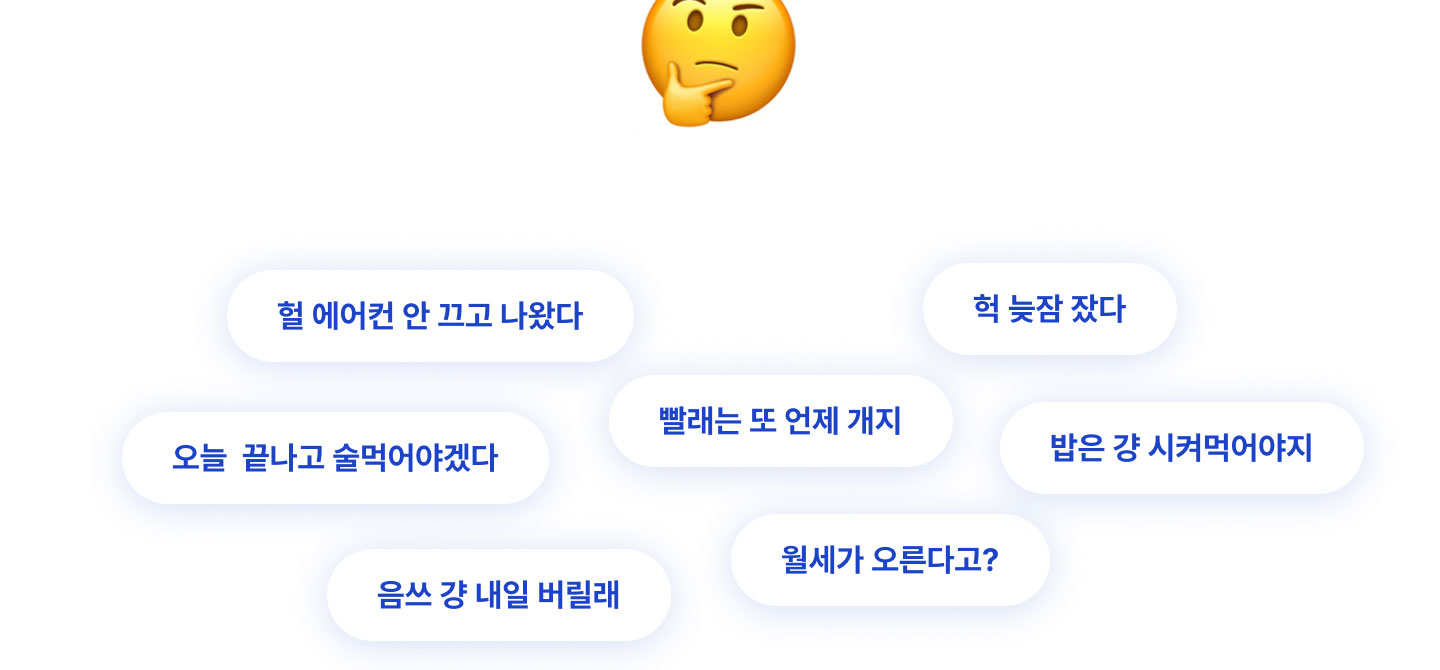 헐 에어컨 안 끄고 나왔다
헉 늦잠 잤다
빨래는 또 언제 개지
오늘  끝나고 술먹어야겠다
밥은 걍 시켜먹어야지
월세가 오른다고?
음쓰 걍 내일 버릴래